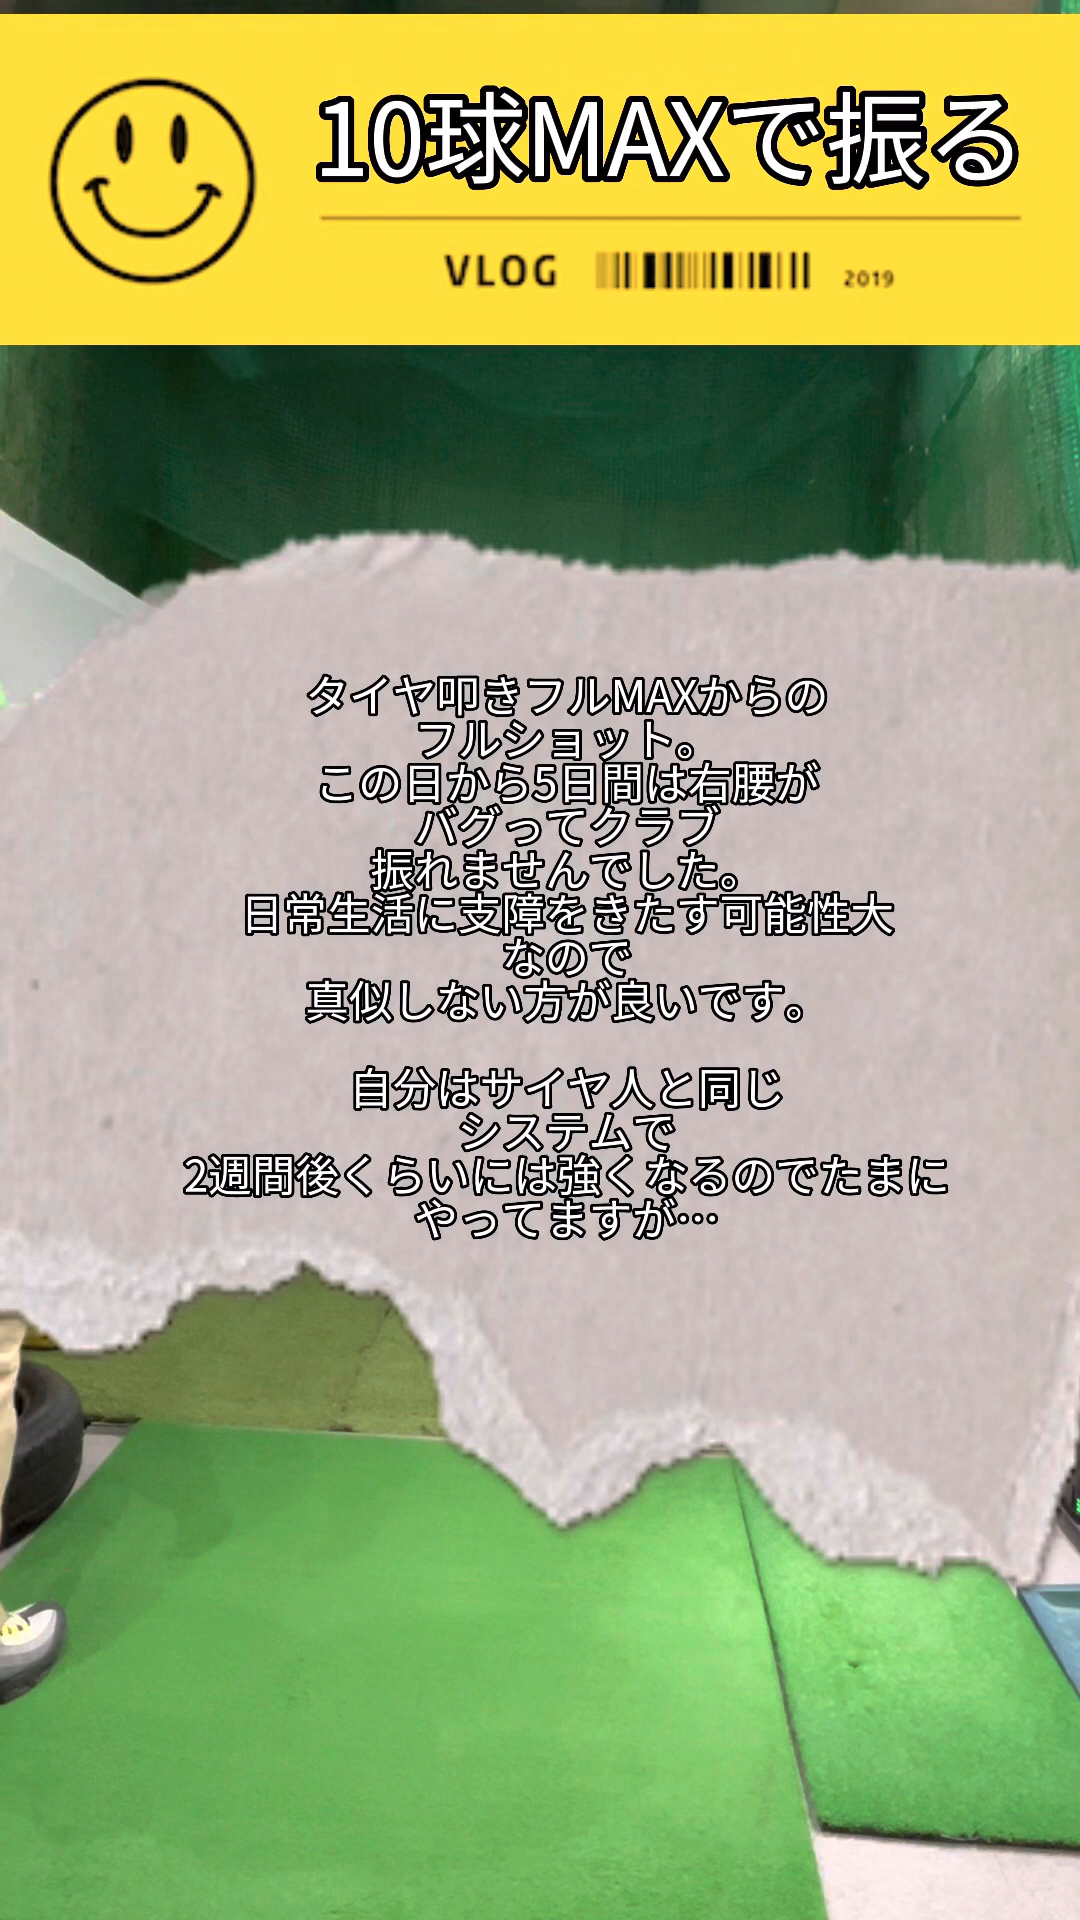 10球MAXで振る
VLOG
2019
タイヤ叩きフルMAXからの
フルショット。
この日から5日間は右腰が
バグってクラブ
振れませんでした。
日常生活に支障をきたす可能性大
なので
真似しない方が良いです。
自分はサイヤ人と同じ
システムで
2週間後くらいには強くなるのでたまに
やってますが…